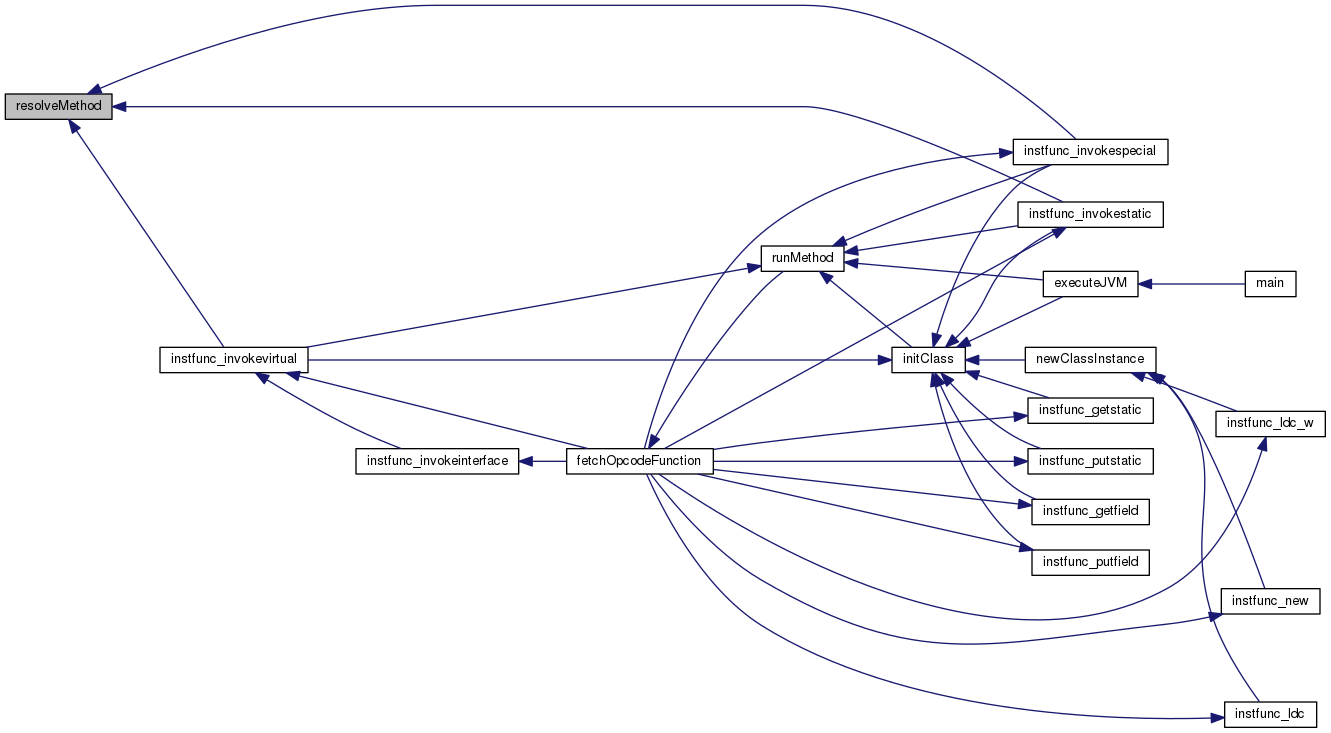 resolveMethod
instfunc_invokespecial
instfunc_invokestatic
runMethod
executeJVM
main
instfunc_invokevirtual
initClass
newClassInstance
instfunc_getstatic
instfunc_ldc_w
instfunc_invokeinterface
fetchOpcodeFunction
instfunc_putstatic
instfunc_getfield
instfunc_putfield
instfunc_new
instfunc_ldc